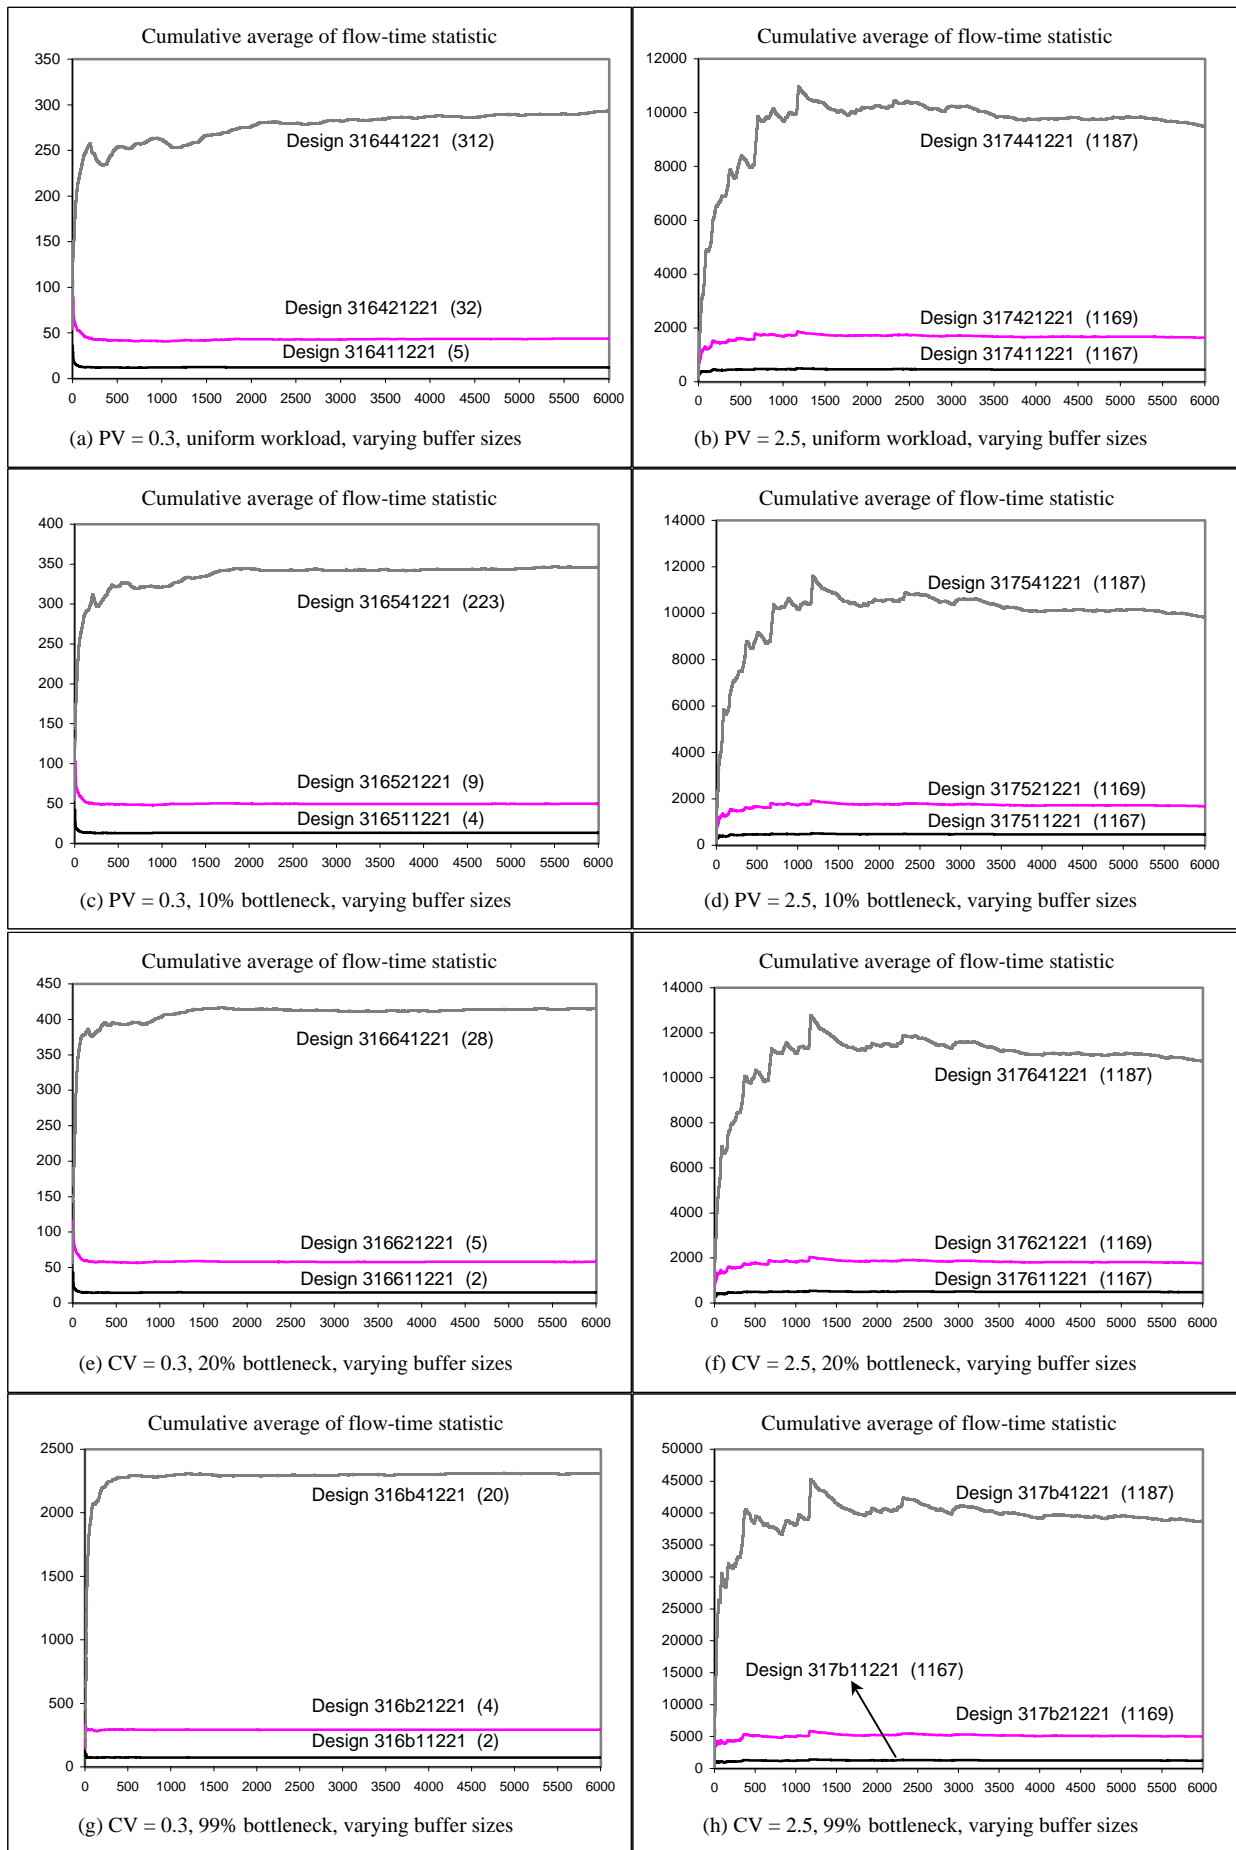 Cumulative average of flow-time statistic
350
300
250
200
150
100
50
0
Design 316441221 (312)
Design 316421221 (32)
Design 316411221 (5)
0 500 1000 1500 2000 2500 3000 3500 4000 4500 5000 5500 6000
(a) PV = 0.3, uniform workload, varying buffer sizes
Cumulative average of flow-time statistic
12000
10000
8000
6000
4000
2000
0
Design 317441221 (1187)
Design 317421221 (1169)
Design 317411221 (1167)
0 500 1000 1500 2000 2500 3000 3500 4000 4500 5000 5500 6000
(b) PV = 2.5, uniform workload, varying buffer sizes
Cumulative average of flow-time statistic
400
350
300
250
200
150
100
50
0
Design 316541221 (223)
Design 316521221 (9)
Design 316511221 (4)
0 500 1000 1500 2000 2500 3000 3500 4000 4500 5000 5500 6000
(c) PV = 0.3, 10% bottleneck, varying buffer sizes
Cumulative average of flow-time statistic
14000
12000
10000
8000
6000
4000
2000
0
Design 317541221 (1187)
Design 317521221 (1169)
Design 317511221 (1167)
0 500 1000 1500 2000 2500 3000 3500 4000 4500 5000 5500 6000
(d) PV = 2.5, 10% bottleneck, varying buffer sizes
Cumulative average of flow-time statistic
450
400
350
300
250
200
150
100
50
0
Design 316641221 (28)
Design 316621221 (5)
Design 316611221 (2)
0 500 1000 1500 2000 2500 3000 3500 4000 4500 5000 5500 6000
(e) CV = 0.3, 20% bottleneck, varying buffer sizes
Cumulative average of flow-time statistic
14000
12000
10000
8000
6000
4000
2000
0
Design 317641221 (1187)
Design 317621221 (1169)
Design 317611221 (1167)
0 500 1000 1500 2000 2500 3000 3500 4000 4500 5000 5500 6000
(f) CV = 2.5, 20% bottleneck, varying buffer sizes
Cumulative average of flow-time statistic
2500
2000
1500
1000
500
0
Design 316b41221 (20)
Design 316b21221 (4)
Design 316b11221 (2)
0 500 1000 1500 2000 2500 3000 3500 4000 4500 5000 5500 6000
(g) CV = 0.3, 99% bottleneck, varying buffer sizes
Cumulative average of flow-time statistic
50000
45000
40000
35000
30000
25000
20000
15000
10000
5000
0
Design 317b41221 (1187)
Design 317b11221 (1167)
Design 317b21221 (1169)
0 500 1000 1500 2000 2500 3000 3500 4000 4500 5000 5500 6000
(h) CV = 2.5, 99% bottleneck, varying buffer sizes